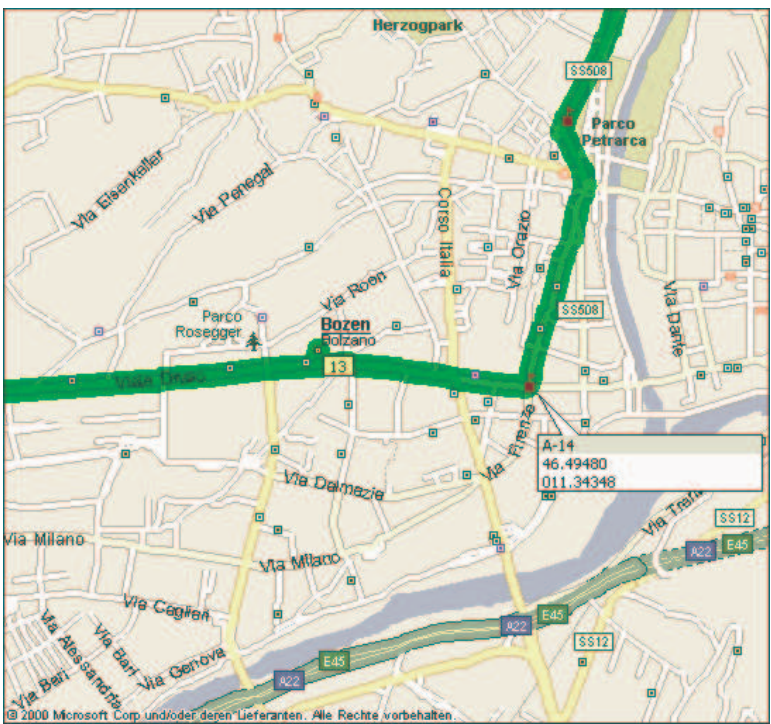 Herzogpark
SS508
Parco
Petrarca
Via Eisenkeller
Via Penegal
Corso Italia
Via Orazio
Via Roen
SS508
Via Dante
Parco
Rosegger
Bozen
Bolzano
13
Viale Druso
Via Firenze
A-14
46.49480
011.34348
Via Dalmazia
SS12
Via Milano
Via Milano
A22
E45
Via Cagliari
E45
A22
SS12
Via Alessandria
Via Bari
Via Genova
E45
A22
Via Bari
© 2000 Microsoft Corp und/oder deren Lieferanten. Alle Rechte vorbehalten.